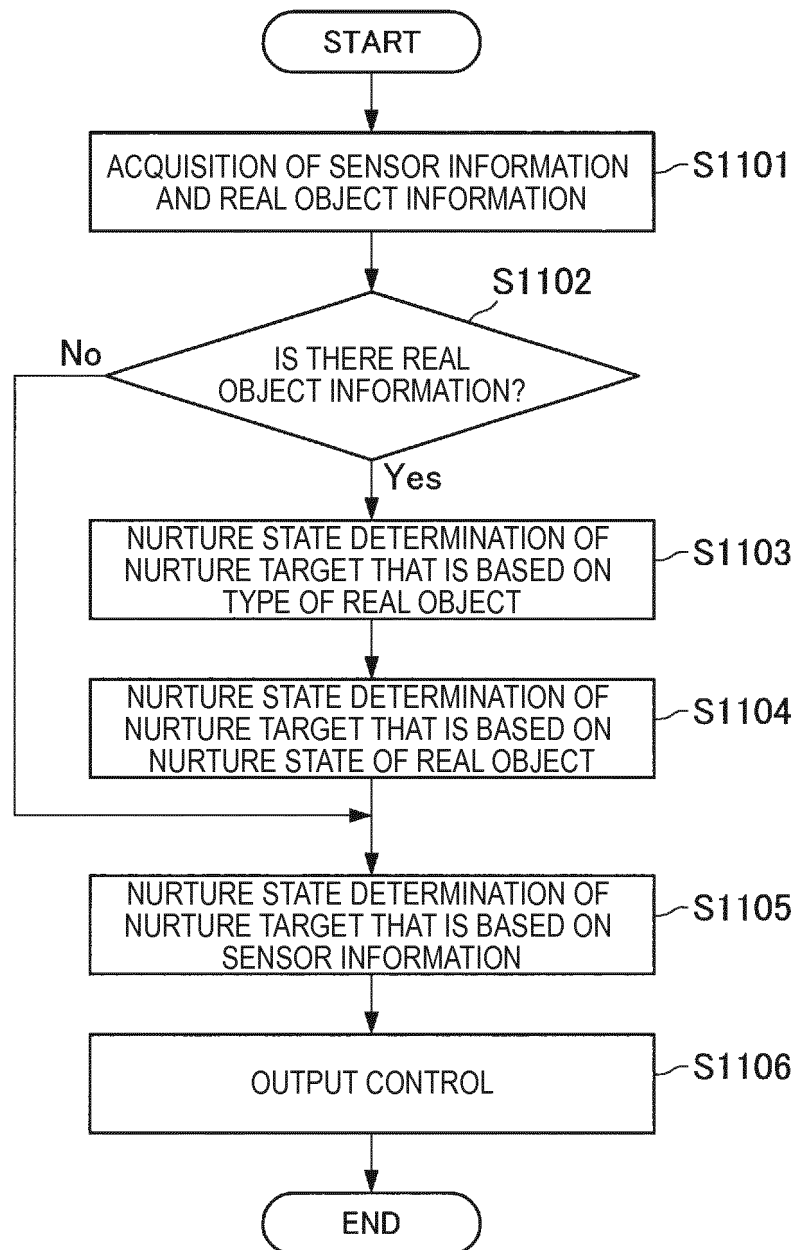 START
ACQUISITION OF SENSOR INFORMATION
AND REAL OBJECT INFORMATION
S1101
S1102
IS THERE REAL
OBJECT INFORMATION?
No
Yes
NURTURE STATE DETERMINATION OF
NURTURE TARGET THAT IS BASED ON
TYPE OF REAL OBJECT
S1103
NURTURE STATE DETERMINATION OF
NURTURE TARGET THAT IS BASED ON
NURTURE STATE OF REAL OBJECT
S1104
NURTURE STATE DETERMINATION OF
NURTURE TARGET THAT IS BASED ON
SENSOR INFORMATION
S1105
OUTPUT CONTROL
S1106
END